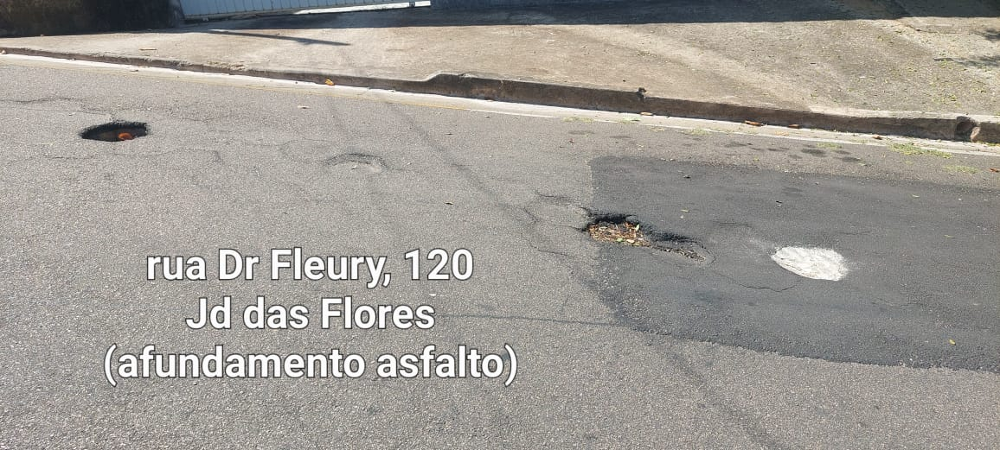 rua Dr Fleury, 120
Jd das Flores
(afundamento asfalto)